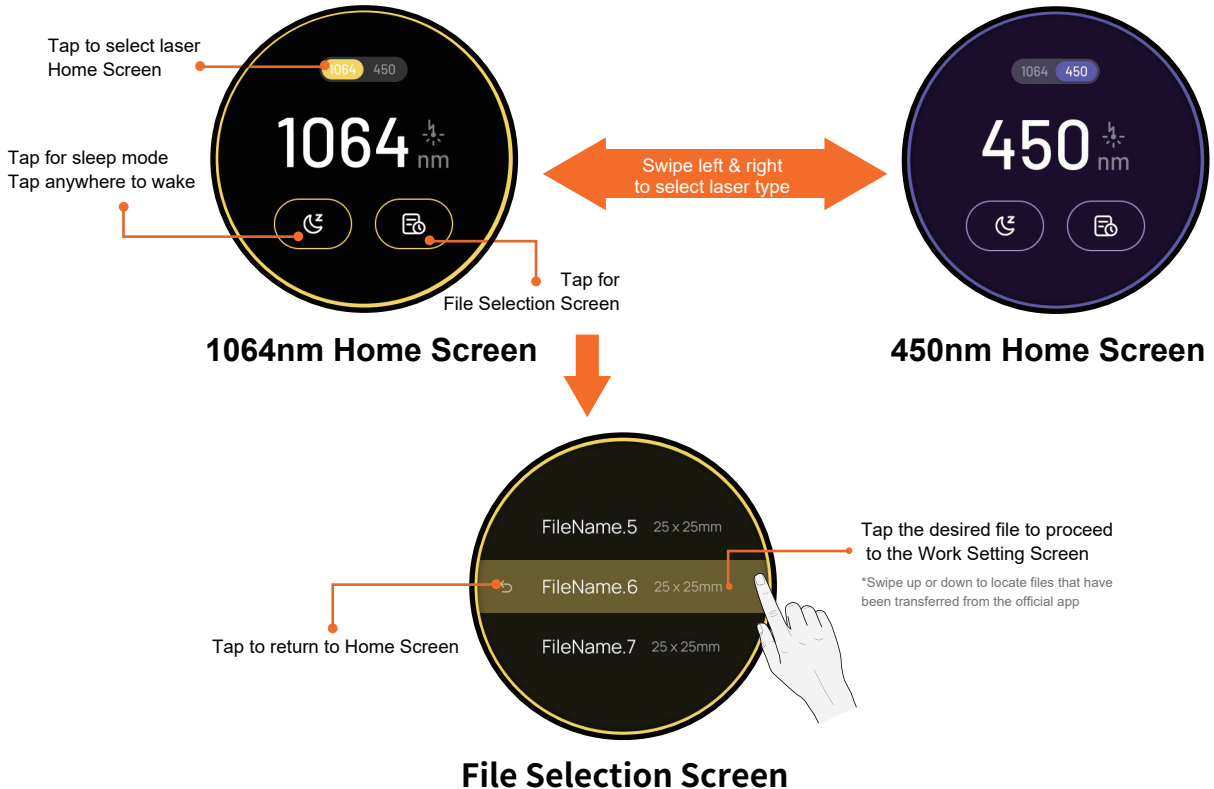 Tap to select laser
Home Screen
1064 450
1064 nm
Tap for sleep mode
Tap anywhere to wake
Tap for
File Selection Screen
1064nm Home Screen
Swipe left & right
to select laser type
1064 450
450 nm
450nm Home Screen
FileName.5 25 x 25mm
FileName.6 25 x 25mm
FileName.7 25 x 25mm
Tap to return to Home Screen
Tap the desired file to proceed
to the Work Setting Screen
*Swipe up or down to locate files that have
been transferred from the official app
File Selection Screen